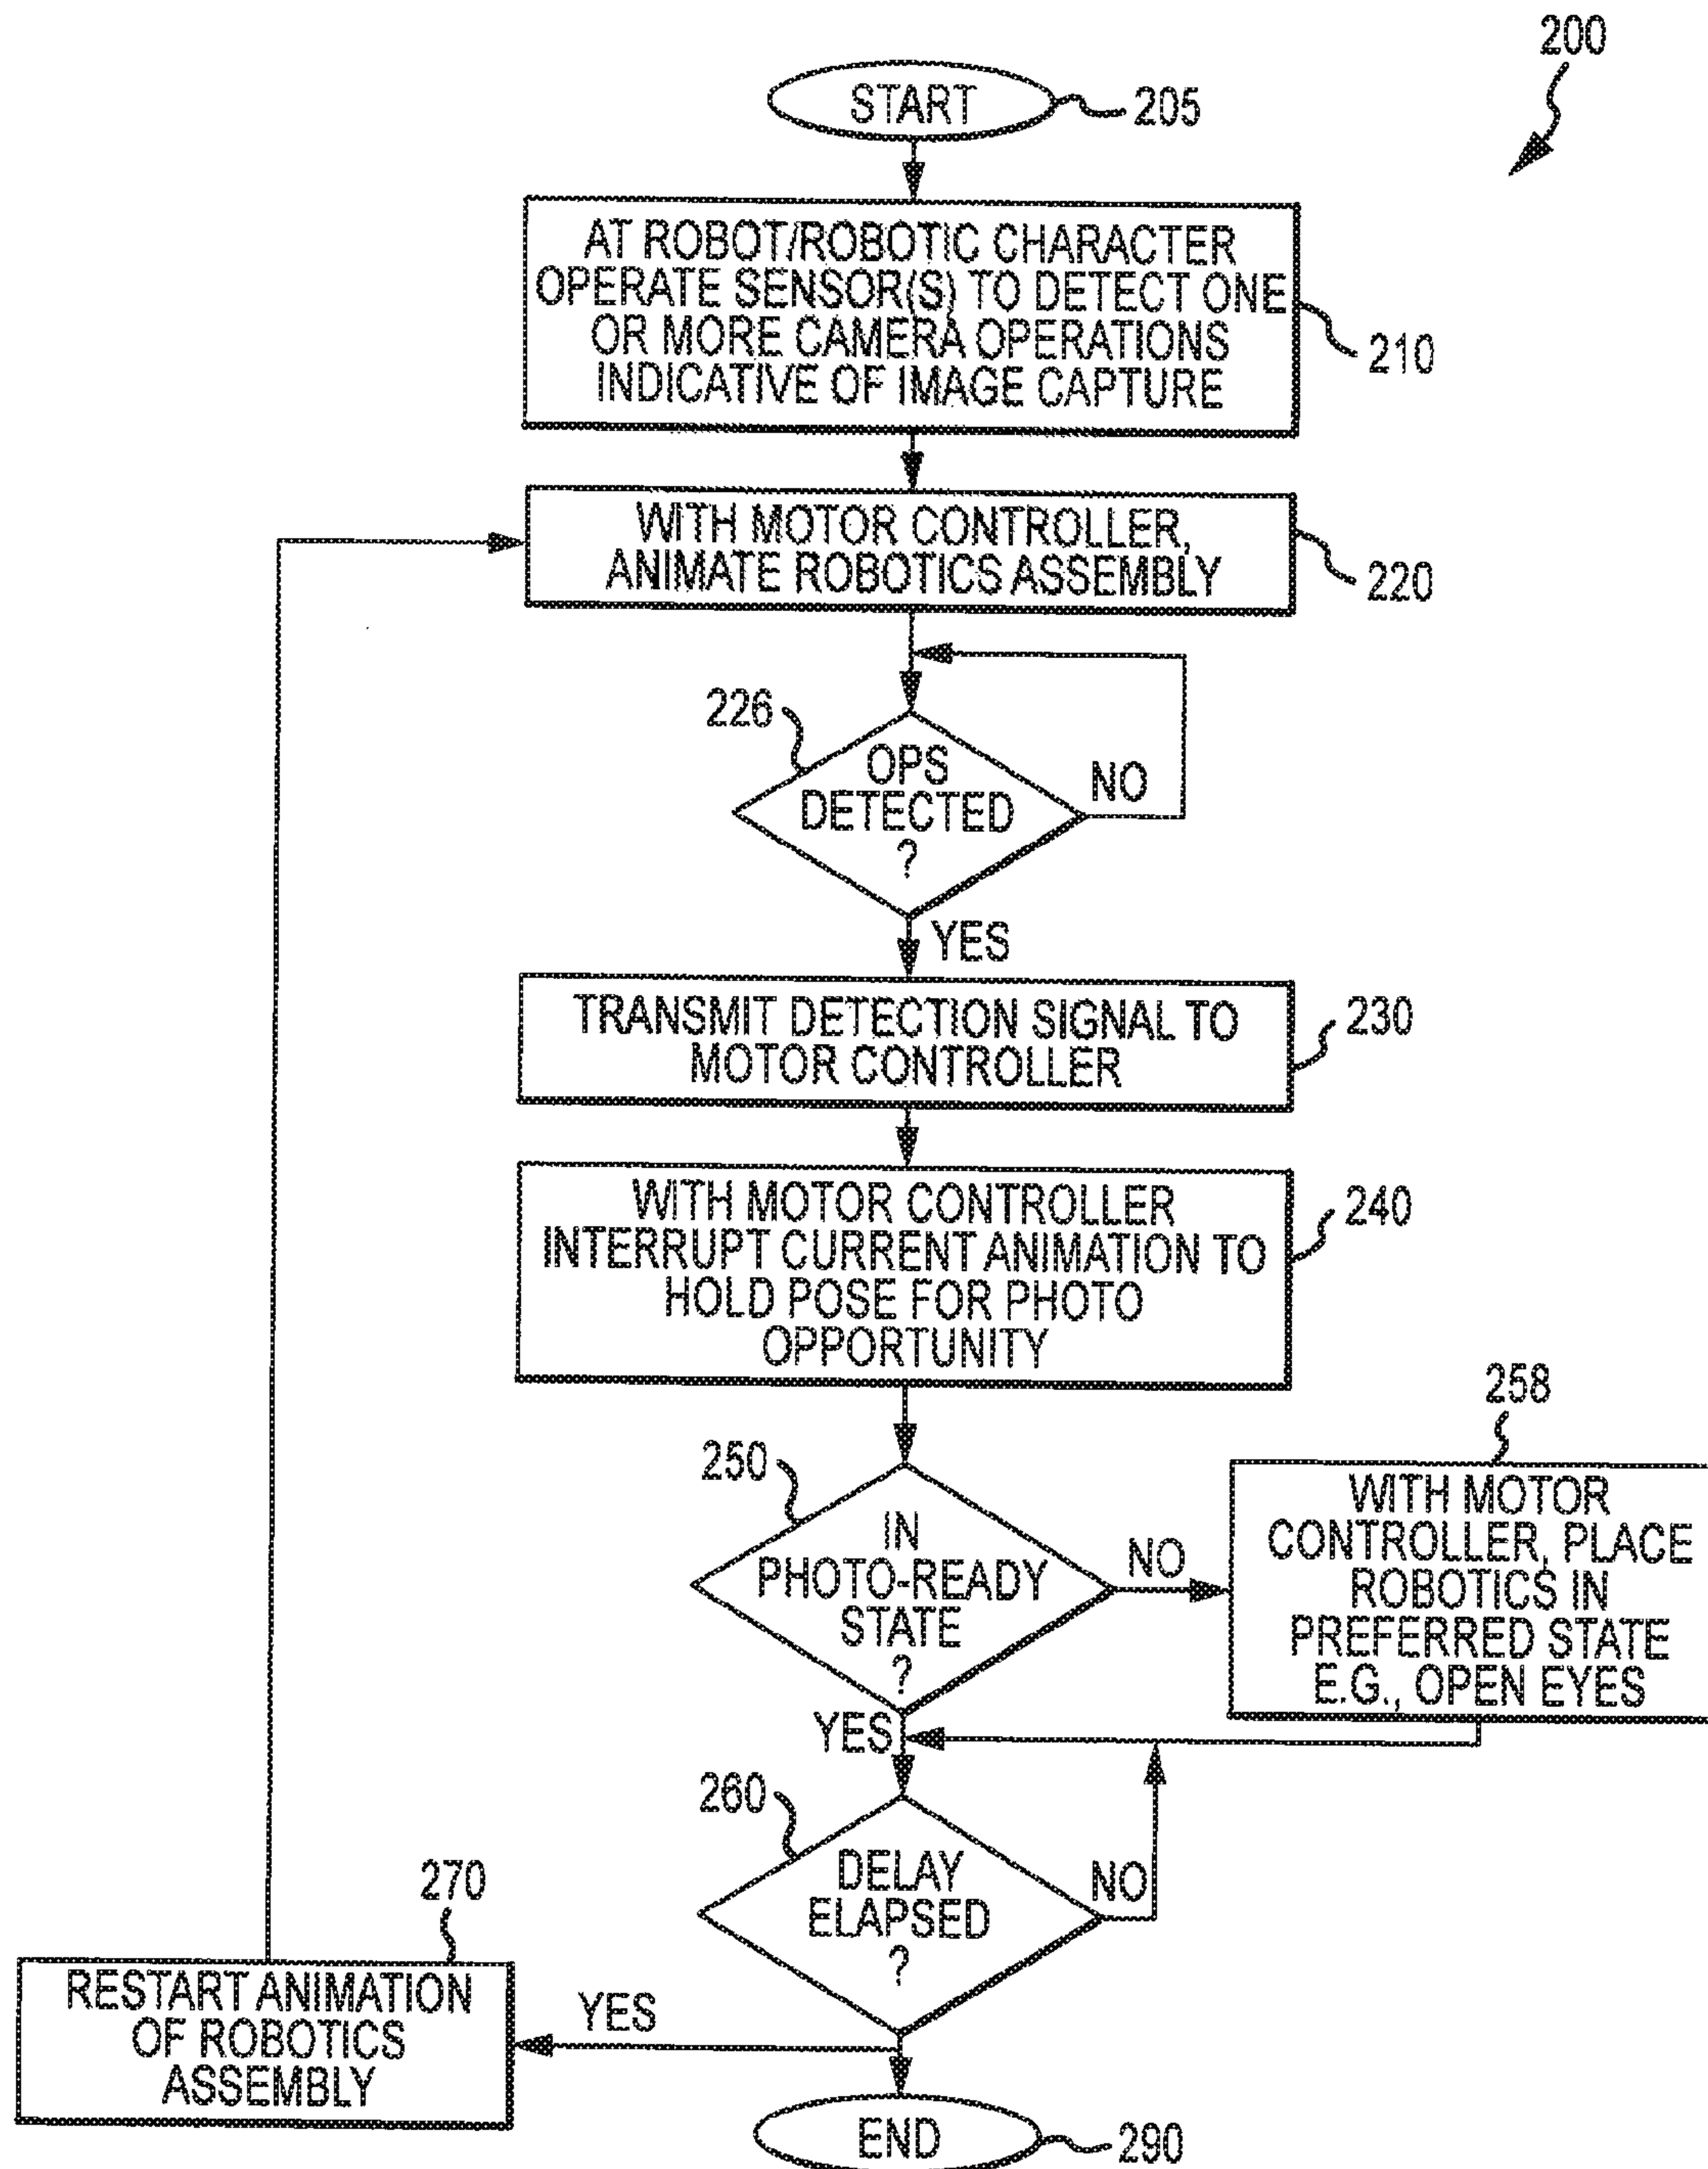 200
START
205
AT ROBOT/ROBOTIC CHARACTER
OPERATE SENSOR(S) TO DETECT ONE
OR MORE CAMERA OPERATIONS
INDICATIVE OF IMAGE CAPTURE
210
WITH MOTOR CONTROLLER,
ANIMATE ROBOTICS ASSEMBLY
220
226
OPS
DETECTED
?
NO
YES
TRANSMIT DETECTION SIGNAL TO
MOTOR CONTROLLER
230
WITH MOTOR CONTROLLER
INTERRUPT CURRENT ANIMATION TO
HOLD POSE FOR PHOTO
OPPORTUNITY
240
250
IN
PHOTO-READY
STATE
?
NO
258
WITH MOTOR
CONTROLLER, PLACE
ROBOTICS IN
PREFERRED STATE
E.G., OPEN EYES
YES
260
DELAY
ELAPSED
?
NO
YES
270
RESTART ANIMATION
OF ROBOTICS
ASSEMBLY
END
290